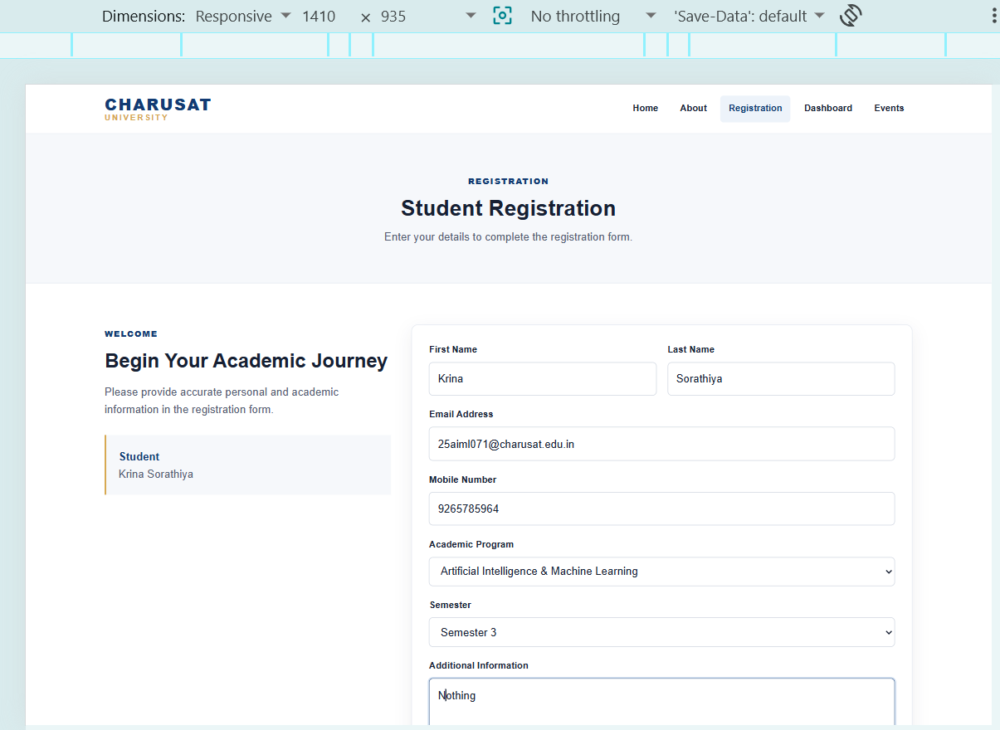 Dimensions: Responsive 1410 × 935 No throttling 'Save-Data': default
CHARUSAT
UNIVERSITY
Home About Registration Dashboard Events
REGISTRATION
Student Registration
Enter your details to complete the registration form.
WELCOME
Begin Your Academic Journey
Please provide accurate personal and academic
information in the registration form.
Student
Krina Sorathiya
First Name Last Name
Krina Sorathiya
Email Address
25aiml071@charusat.edu.in
Mobile Number
9265785964
Academic Program
Artificial Intelligence & Machine Learning
Semester
Semester 3
Additional Information
Nothing